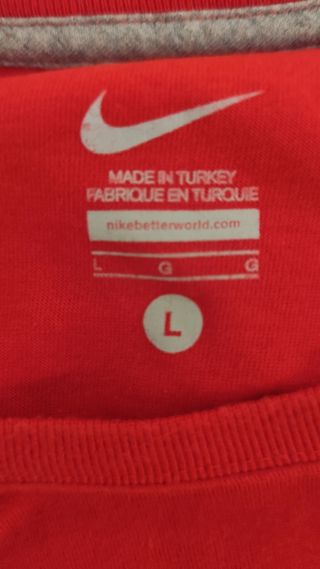 MADE IN TURKEY
FABRIQUE EN TURQUIE
nikebetterworld.com
L G G
L